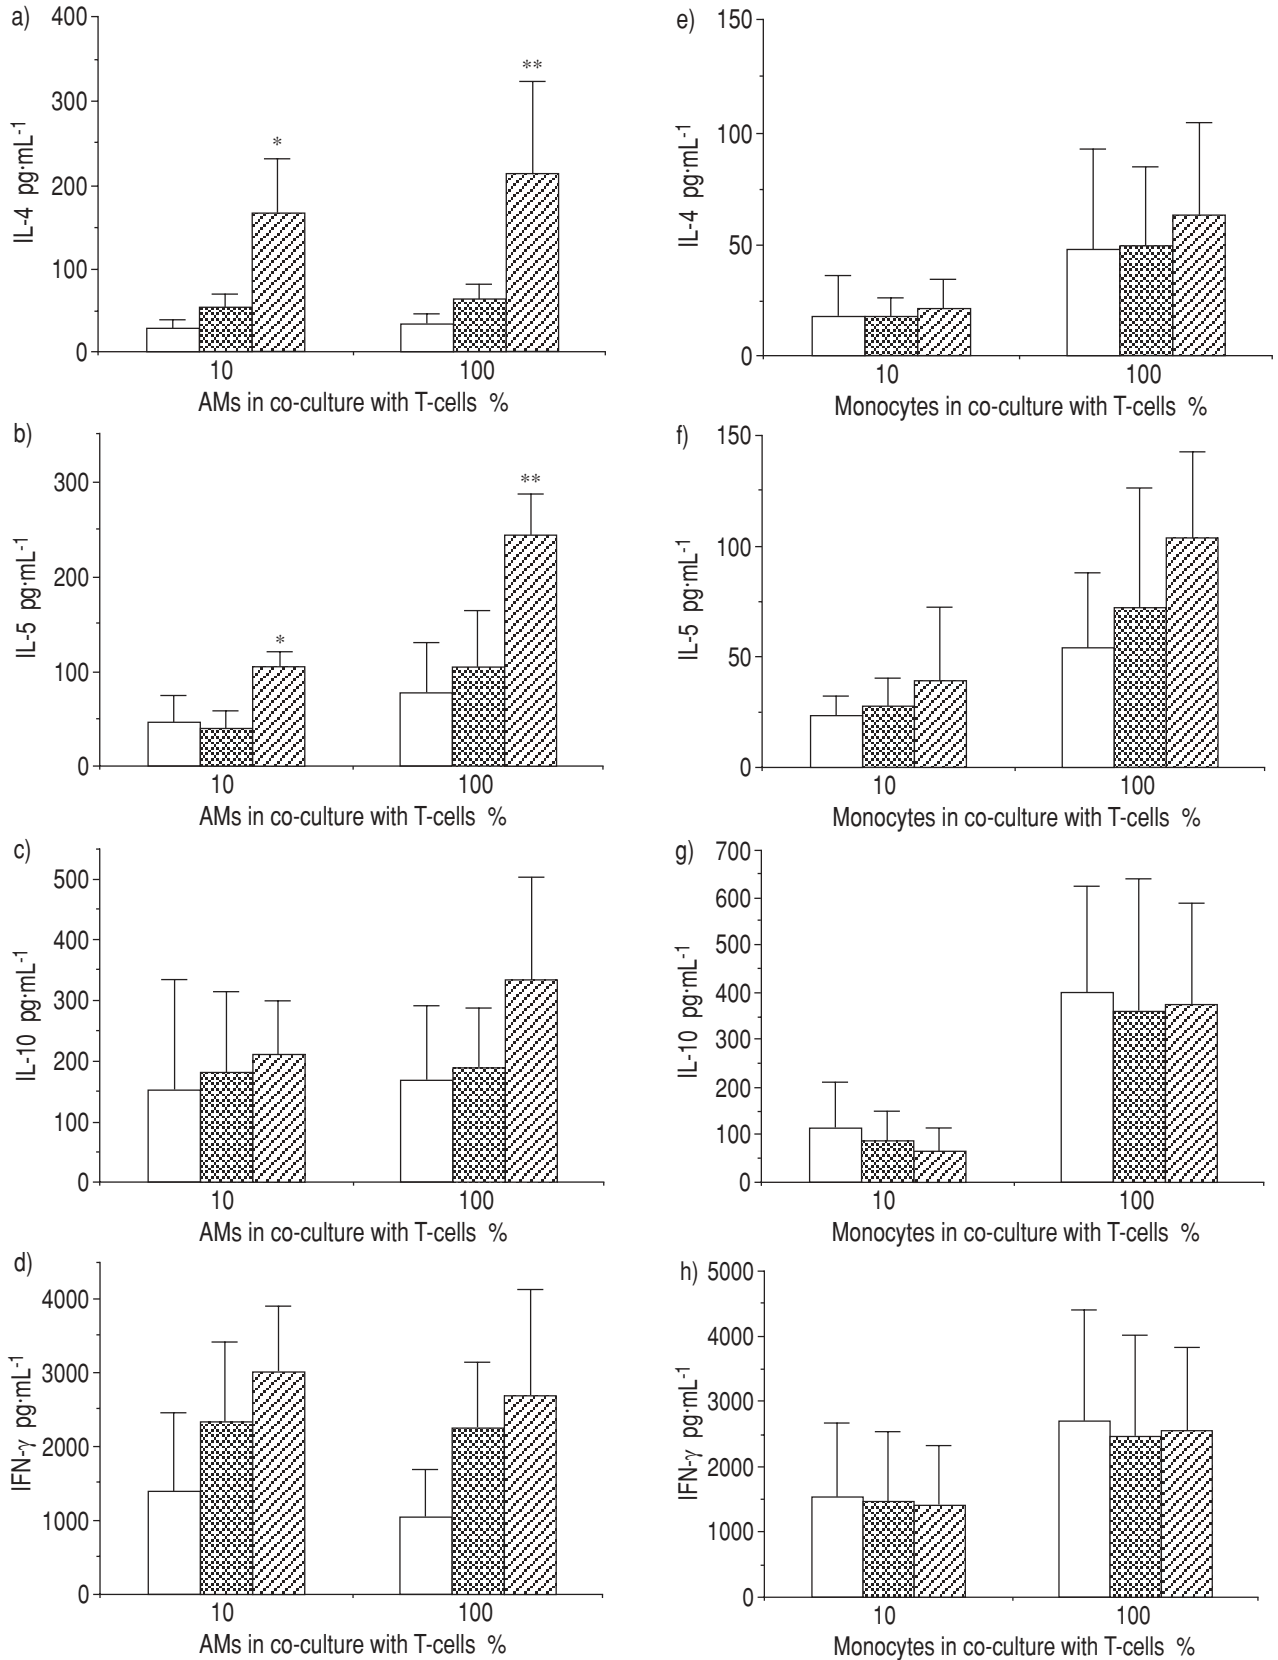 a)
400
300
200
100
0
IL-4 pg·mL-1
*
**
10
100
AMs in co-culture with T-cells %
e)
150
100
50
0
IL-4 pg·mL-1
10
100
Monocytes in co-culture with T-cells %
b)
300
200
100
0
IL-5 pg·mL-1
*
**
10
100
AMs in co-culture with T-cells %
f)
150
100
50
0
IL-5 pg·mL-1
10
100
Monocytes in co-culture with T-cells %
c)
500
400
300
200
100
0
IL-10 pg·mL-1
10
100
AMs in co-culture with T-cells %
g)
700
600
500
400
300
200
100
0
IL-10 pg·mL-1
10
100
Monocytes in co-culture with T-cells %
d)
4000
3000
2000
1000
0
IFN-γ pg·mL-1
10
100
AMs in co-culture with T-cells %
h)
5000
4000
3000
2000
1000
0
IFN-γ pg·mL-1
10
100
Monocytes in co-culture with T-cells %